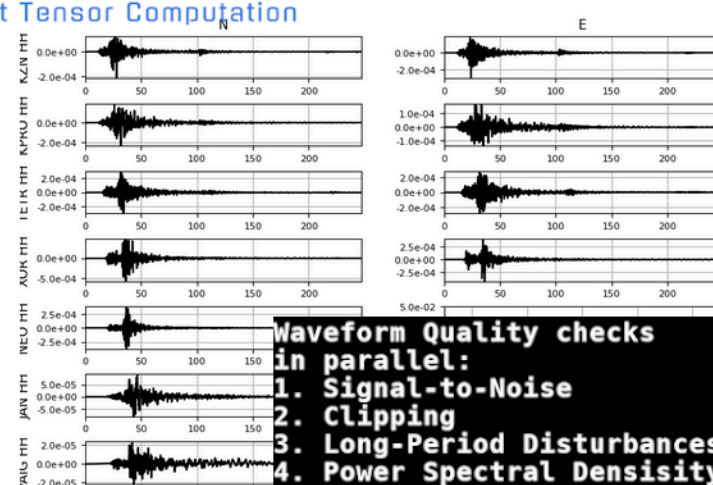 t Tensor Computation
N E
KZN HH
0.0e+00 0.0e+00
-2.0e-04 -2.0e-04
0 50 100 150 200 0 50 100 150 200
KPRO HH
1.0e-04
0.0e+00 0.0e+00
-2.0e-04 -1.0e-04
0 50 100 150 200 0 50 100 150 200
TETR HH
2.0e-04 2.0e-04
0.0e+00 0.0e+00
-2.0e-04 -2.0e-04
0 50 100 150 200 0 50 100 150 200
XOR HH
2.5e-04
0.0e+00 0.0e+00
-5.0e-04 -2.5e-04
0 50 100 150 200 0 50 100 150 200
NEO HH
5.0e-02
2.5e-04
0.0e+00
-2.5e-04
0 50 100 150
JAN HH
5.0e-05
0.0e+00
-5.0e-05
0 50 100 150
HH
2.0e-05
0.0e+00
-2.0e-05
Waveform Quality checks
in parallel:
1. Signal-to-Noise
2. Clipping
3. Long-Period Disturbances
4. Power Spectral Densisity